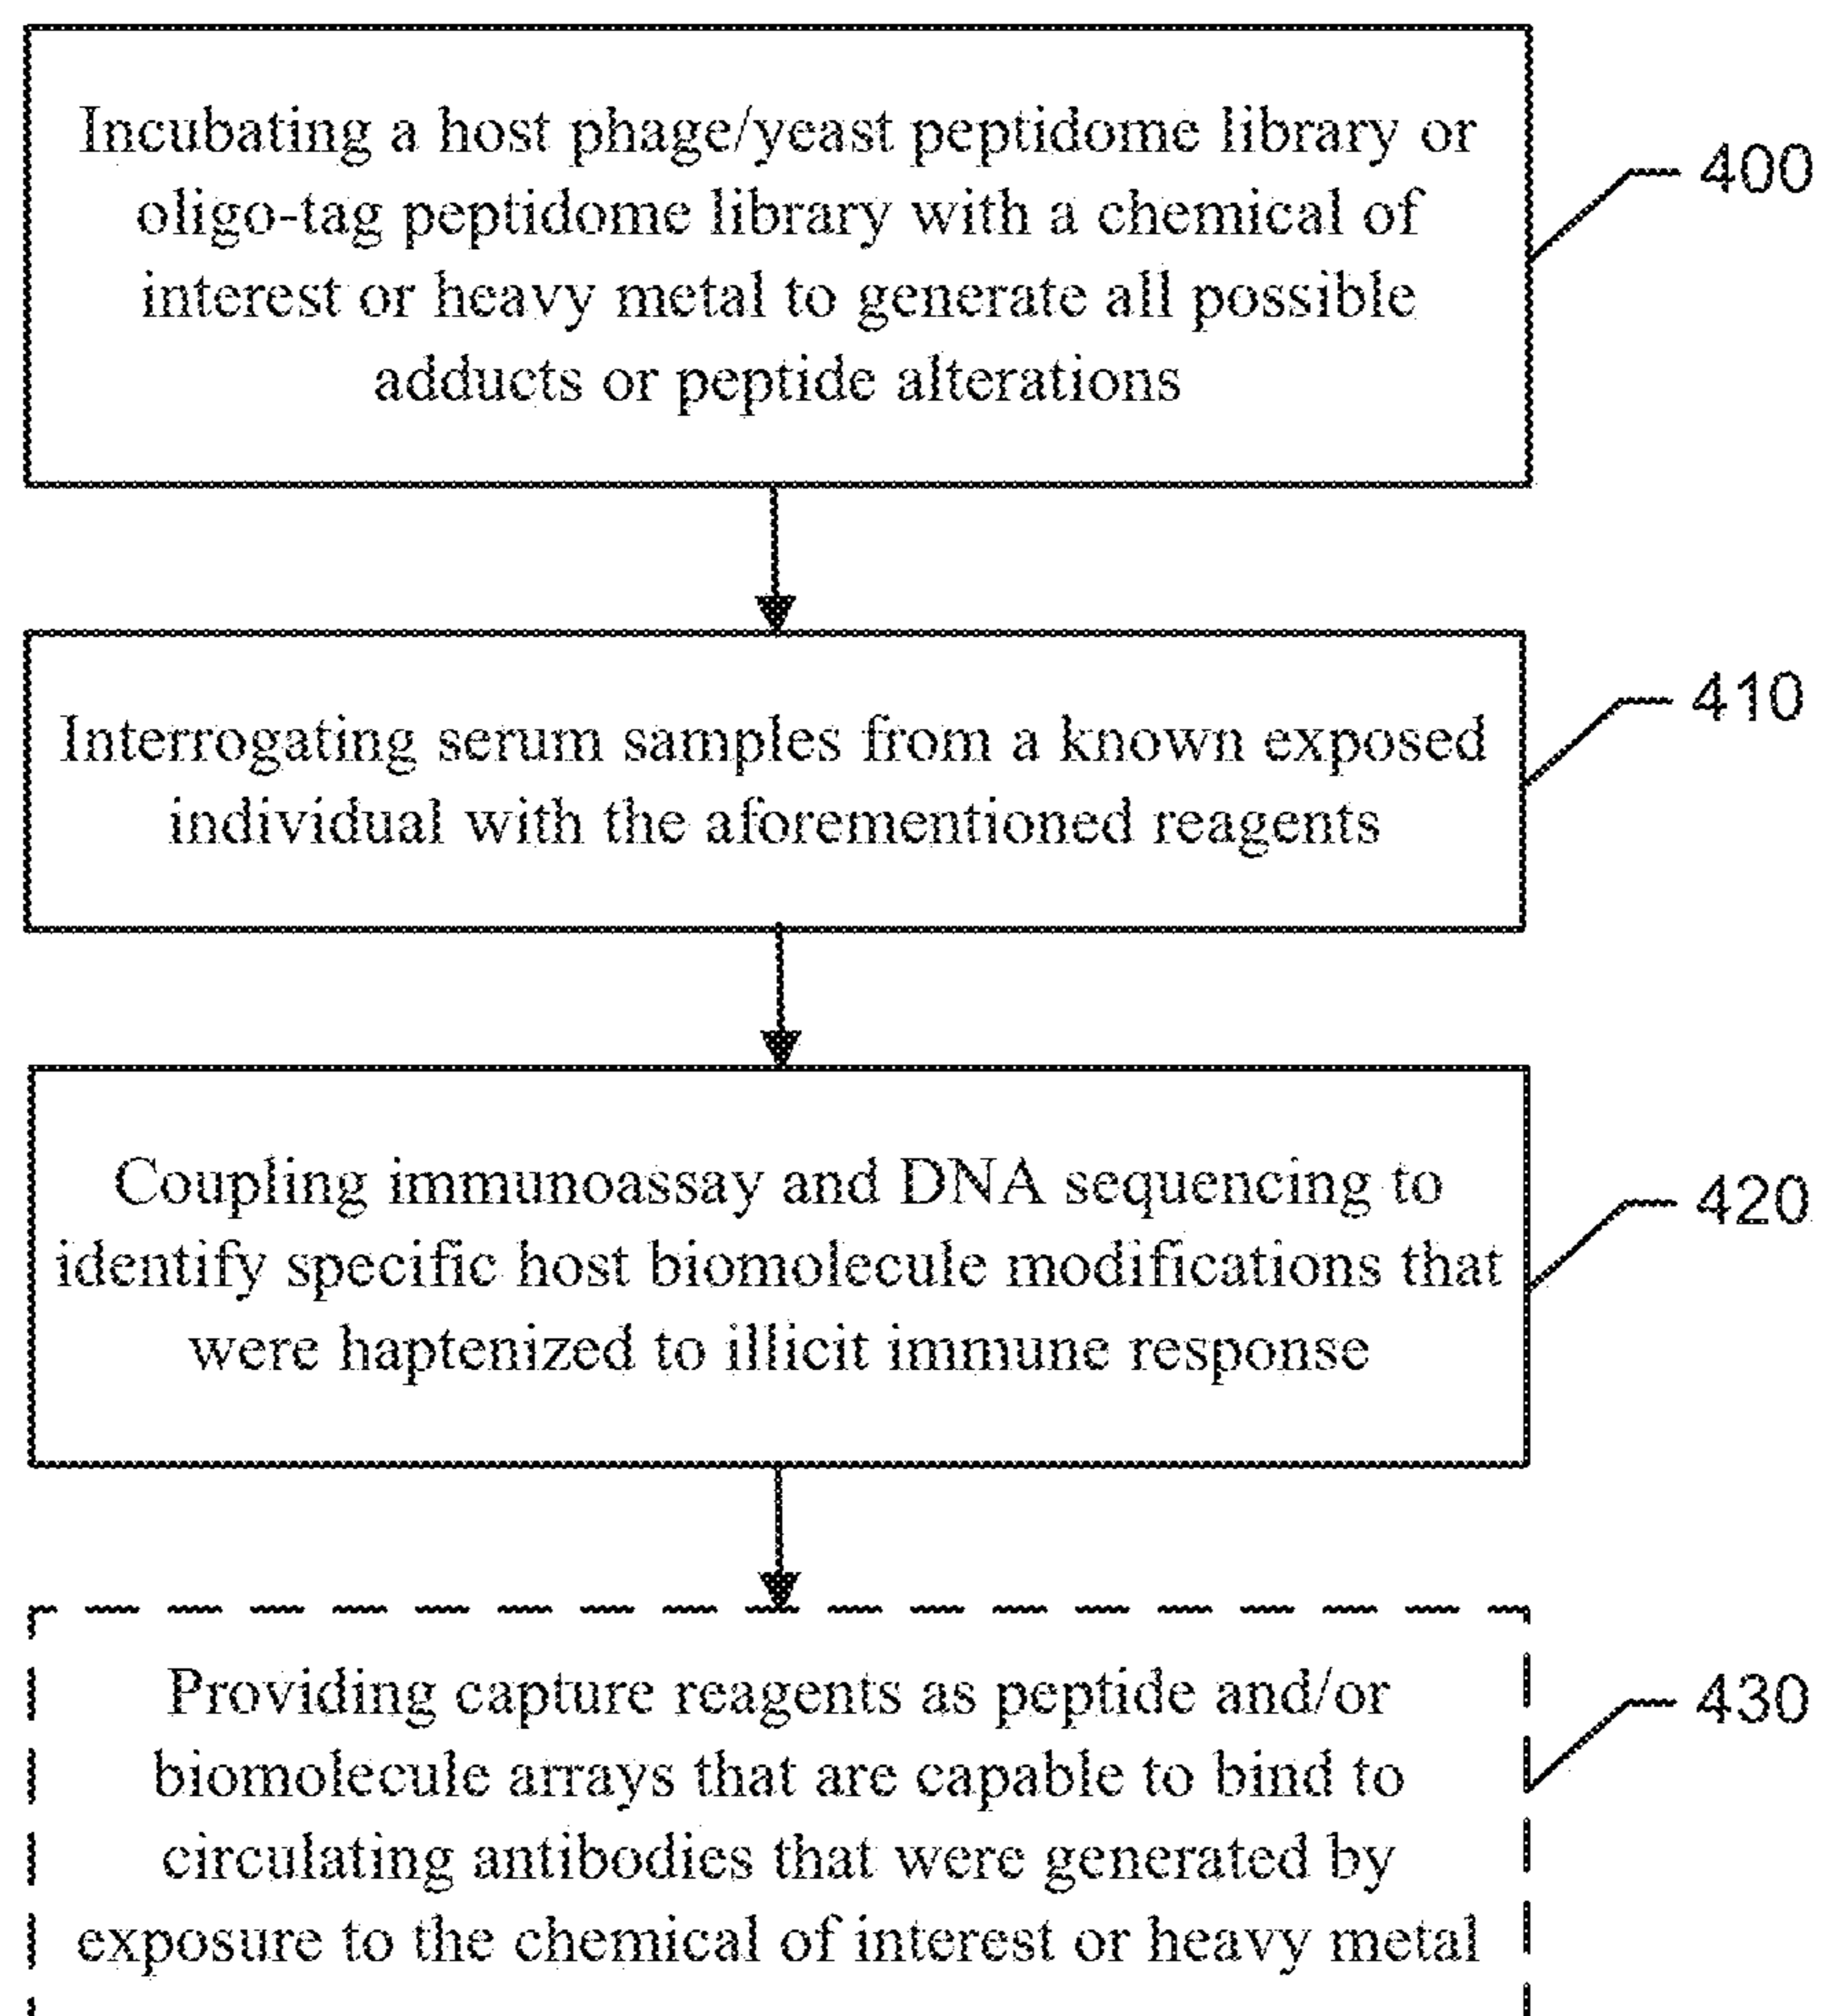 Incubating a host phage/yeast peptidome library or
oligo-tag peptidome library with a chemical of
interest or heavy metal to generate all possible
adducts or peptide alterations
400
Interrogating serum samples from a known exposed
individual with the aforementioned reagents
410
Coupling immunoassay and DNA sequencing to
identify specific host biomolecule modifications that
were haptenized to illicit immune response
420
Providing capture reagents as peptide and/or
biomolecule arrays that are capable to bind to
circulating antibodies that were generated by
exposure to the chemical of interest or heavy metal
430